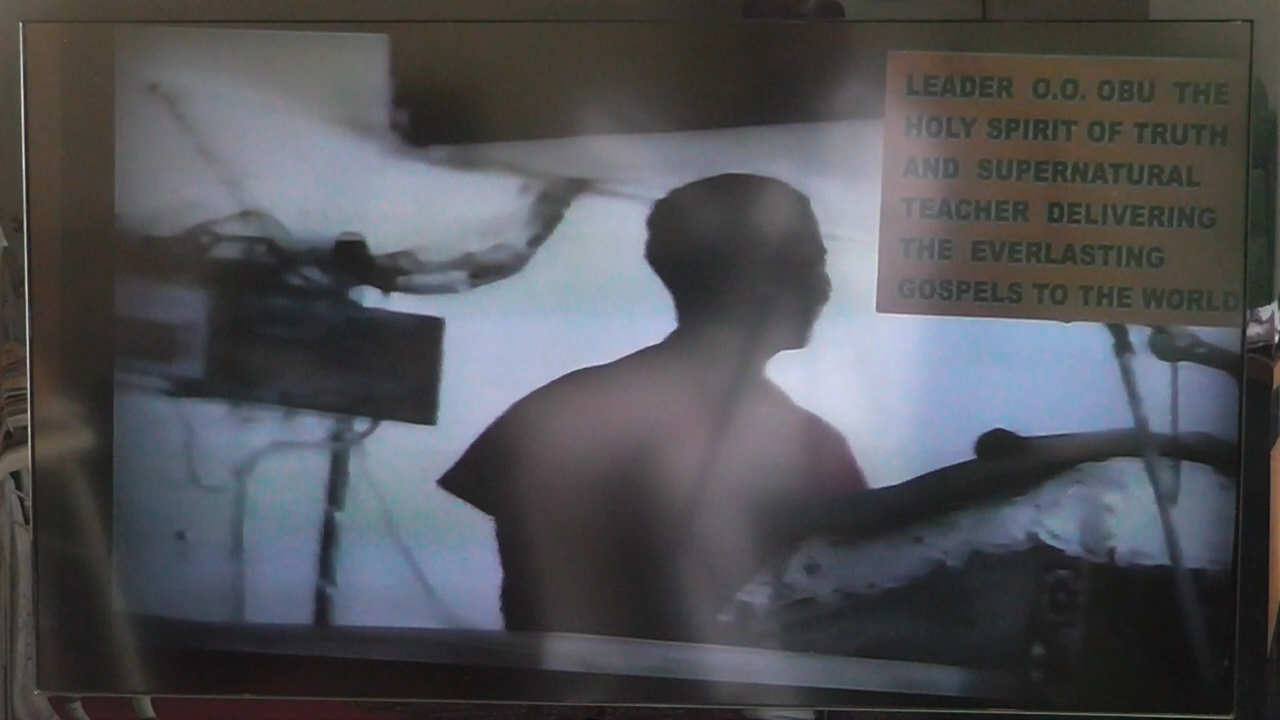 LEADER O.O. OBU THE
HOLY SPIRIT OF TRUTH
AND SUPERNATURAL
TEACHER DELIVERING
THE EVERLASTING
GOSPELS TO THE WORLD